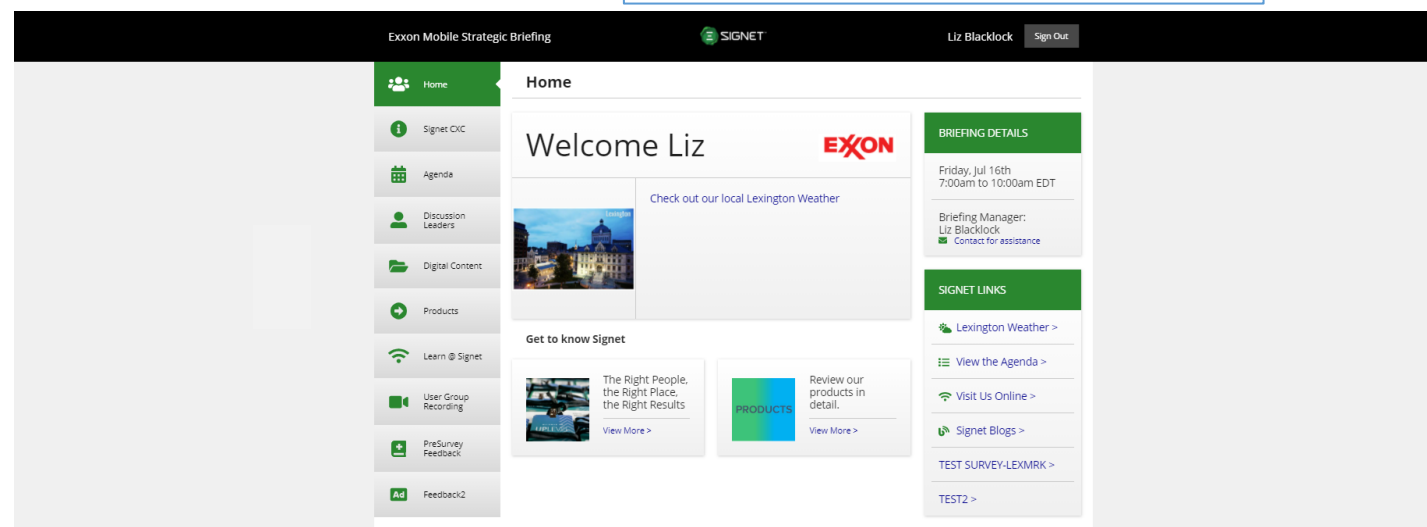 Exxon Mobile Strategic Briefing
SIGNET
Liz Blacklock
Sign Out
Home
Signet CXC
Agenda
Discussion
Leaders
Digital Content
Products
Learn @ Signet
User Group
Recording
PreSurvey
Feedback
Ad
Feedback2
Home
Welcome Liz
EXXON
Lexington
Check out our local Lexington Weather
Get to know Signet
The Right People,
the Right Place,
the Right Results
View More >
PRODUCTS
Review our
products in
detail.
View More >
BRIEFING DETAILS
Friday, Jul 16th
7:00am to 10:00am EDT
Briefing Manager:
Liz Blacklock
Contact for assistance
SIGNET LINKS
Lexington Weather >
View the Agenda >
Visit Us Online >
Signet Blogs >
TEST SURVEY-LEXMRK >
TEST2 >